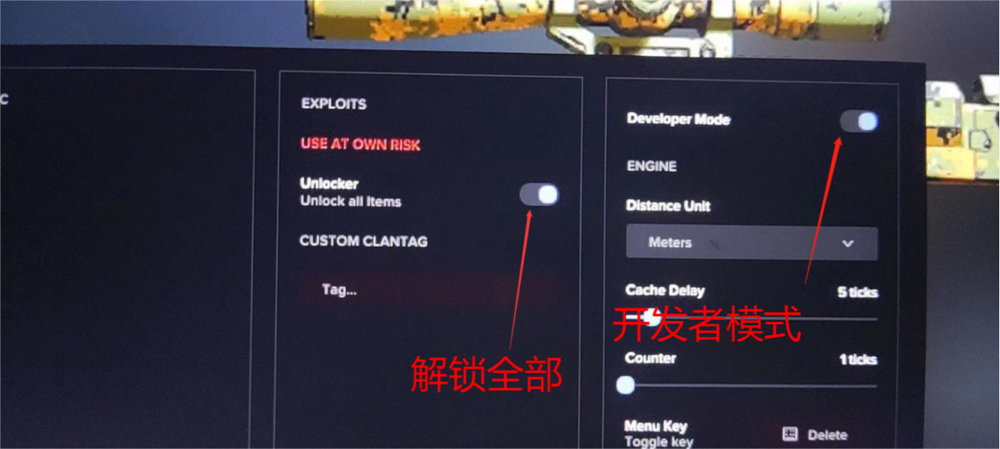 C
EXPLOITS
USE AT OWN RISK
Unlocker
Unlock all Items
CUSTOM CLANTAG
Tag...
解锁全部
Developer Mode
ENGINE
Distance Unit
Meters
Cache Delay 5 ticks
开发者模式
Counter 1 ticks
Menu Key
Toggle key Delete